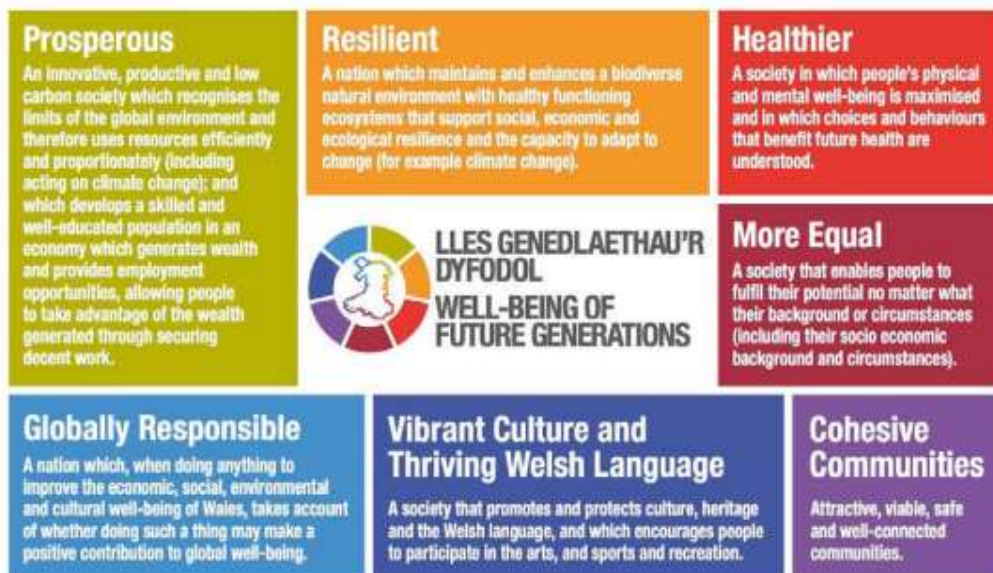 Prosperous
An innovative, productive and low
carbon society which recognises the
limits of the global environment and
therefore uses resources efficiently
and proportionately (including
acting on climate change); and
which develops a skilled and
well-educated population in an
economy which generates wealth
and provides employment
opportunities, allowing people
to take advantage of the wealth
generated through securing
decent work.
Resilient
A nation which maintains and enhances a biodiverse
natural environment with healthy functioning
ecosystems that support social, economic and
ecological resilience and the capacity to adapt to
change (for example climate change).
Healthier
A society in which people's physical
and mental well-being is maximised
and in which choices and behaviours
that benefit future health are
understood.
LLES GENEDLAETHAU'R
DYFODOL
WELL-BEING OF
FUTURE GENERATIONS
More Equal
A society that enables people to
fulfil their potential no matter what
their background or circumstances
(including their socio economic
background and circumstances).
Globally Responsible
A nation which, when doing anything to
improve the economic, social, environmental
and cultural well-being of Wales, takes account
of whether doing such a thing may make a
positive contribution to global well-being.
Vibrant Culture and
Thriving Welsh Language
A society that promotes and protects culture, heritage
and the Welsh language, and which encourages people
to participate in the arts, and sports and recreation.
Cohesive
Communities
Attractive, viable, safe
and well-connected
communities.